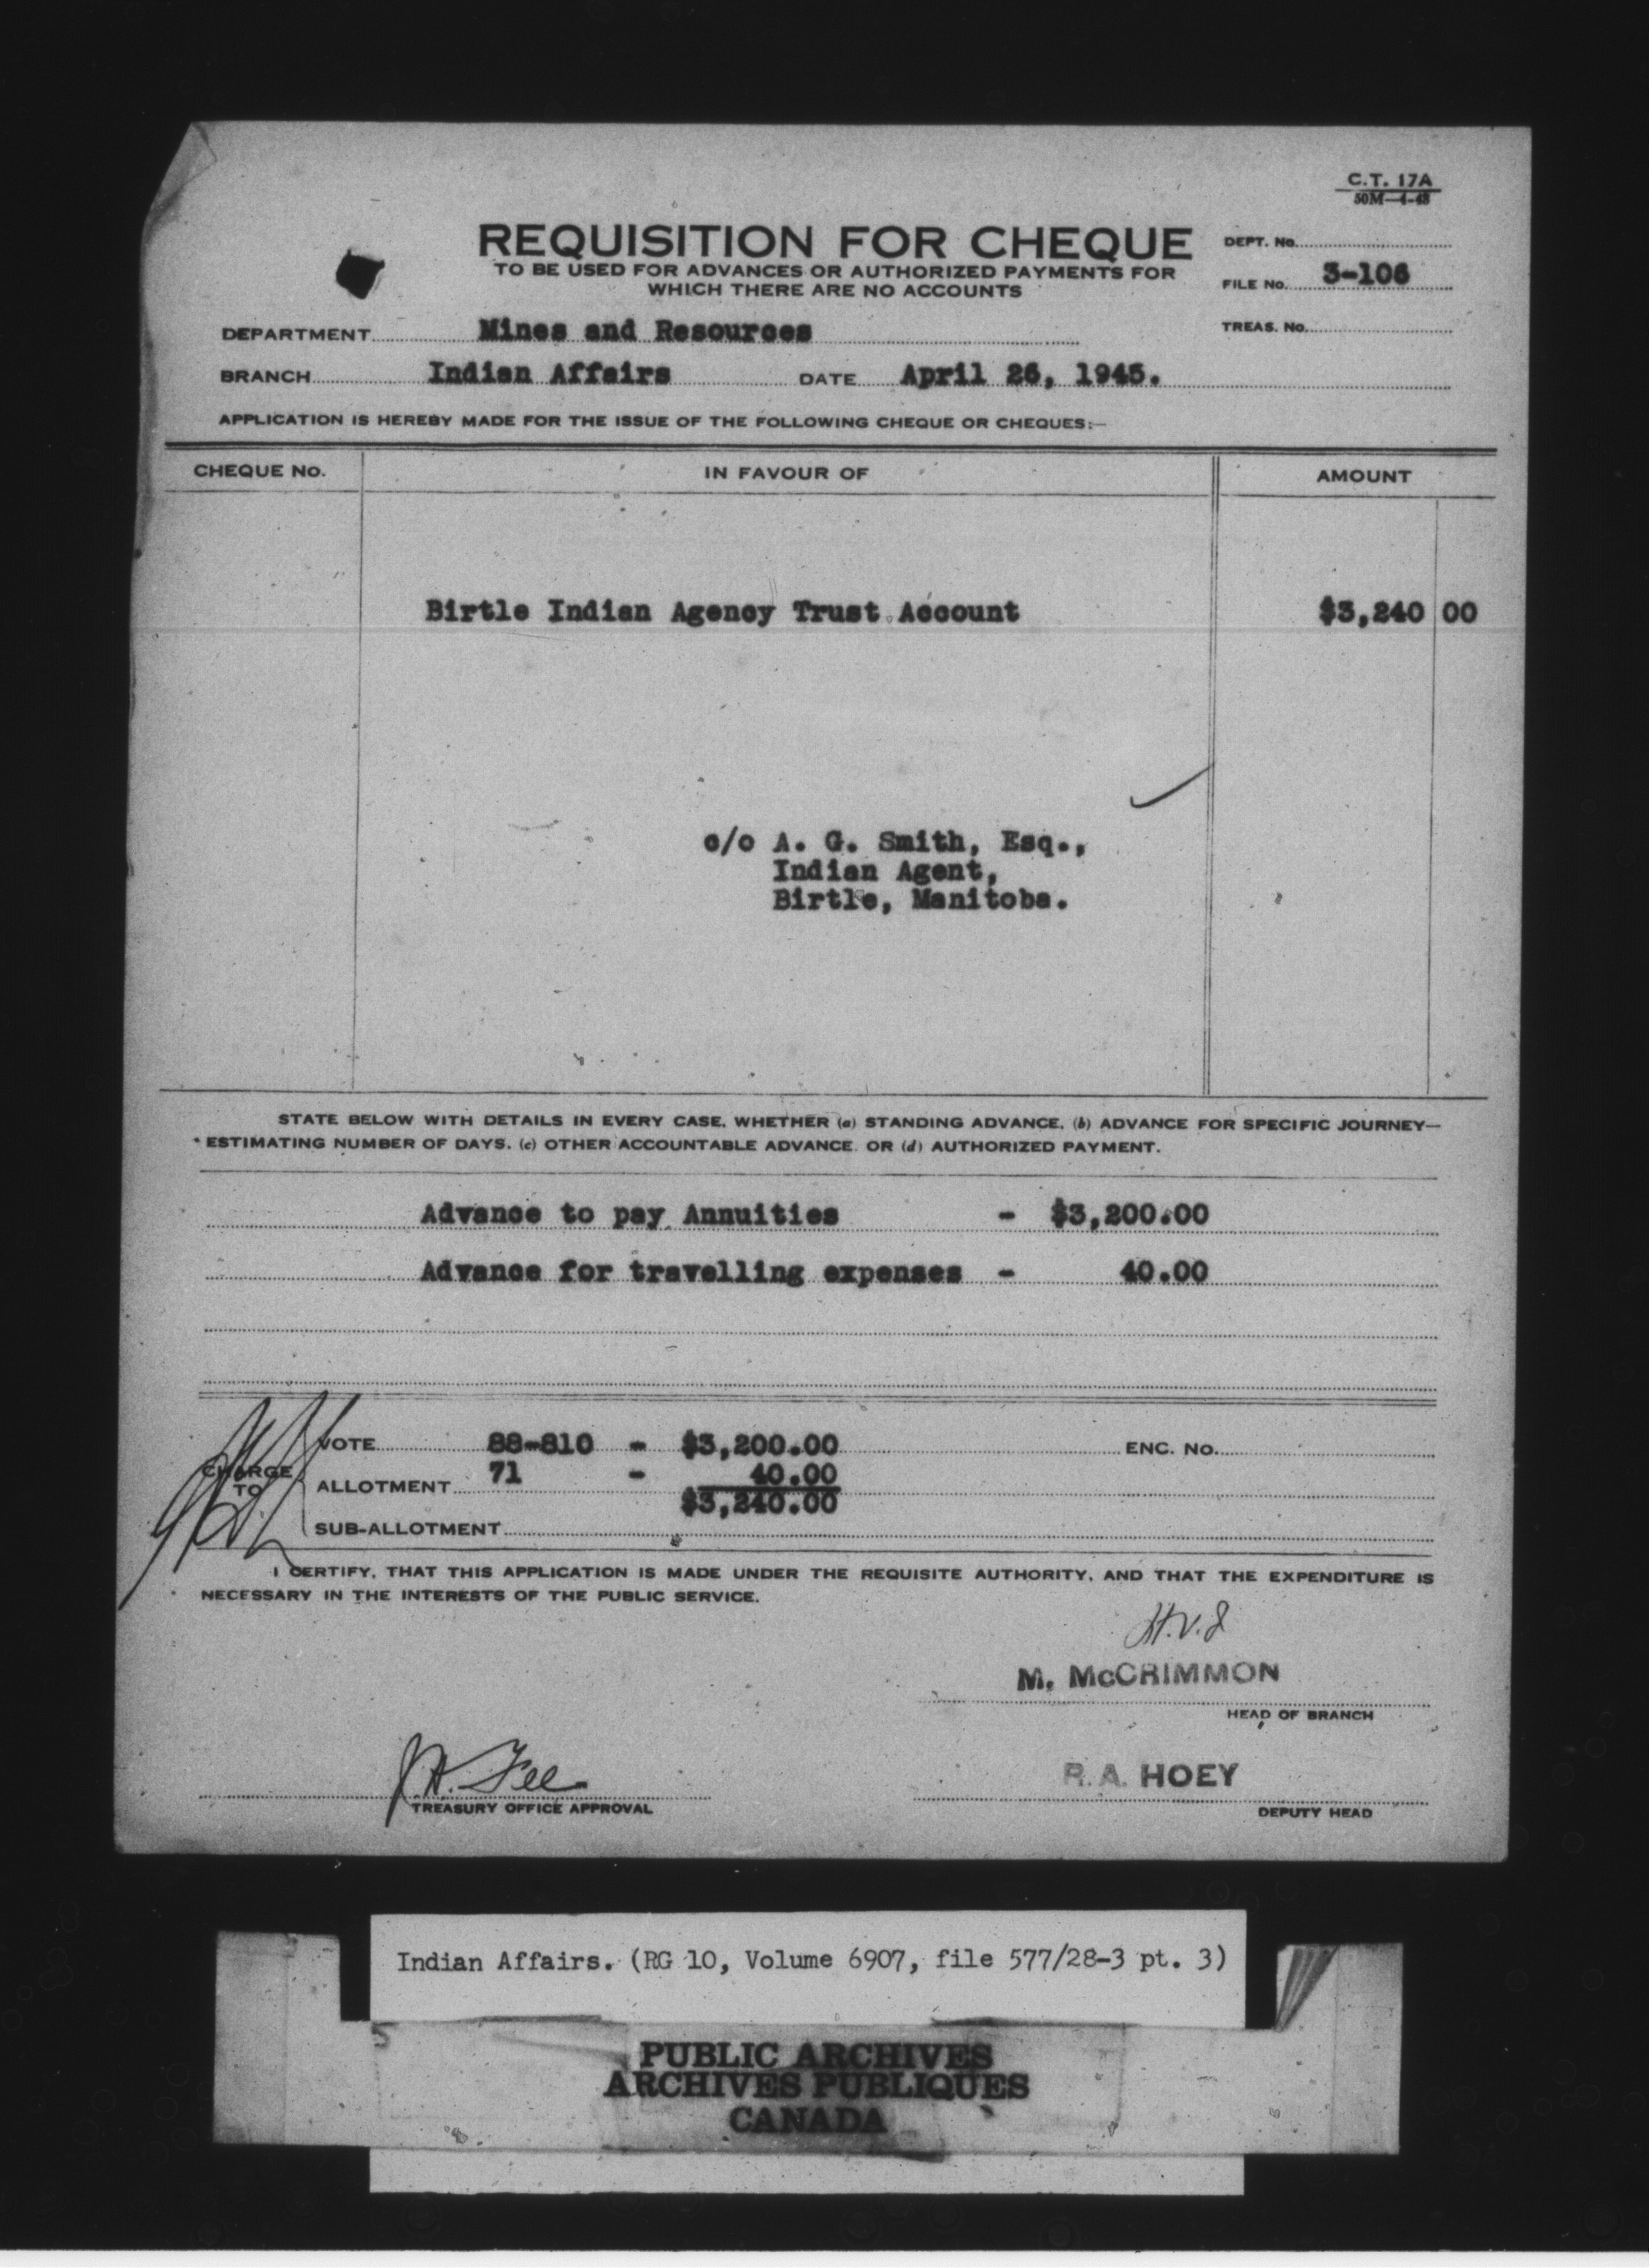 C.T. 17A
50M—4-43
REQUISITION FOR CHEQUE
TO BE USED FOR ADVANCES OR AUTHORIZED PAYMENTS FOR
WHICH THERE ARE NO ACCOUNTS
DEPT. No.
FILE No. 3-106
TREAS. No.
DEPARTMENT Mines and Resources
BRANCH Indian Affairs DATE April 26, 1945.
APPLICATION IS HEREBY MADE FOR THE ISSUE OF THE FOLLOWING CHEQUE OR CHEQUES:—
CHEQUE No. IN FAVOUR OF AMOUNT
Birtle Indian Agency Trust Account $3,240 00
c/o A. G. Smith, Esq.,
Indian Agent,
Birtle, Manitoba.
STATE BELOW WITH DETAILS IN EVERY CASE, WHETHER (a) STANDING ADVANCE, (b) ADVANCE FOR SPECIFIC JOURNEY—
ESTIMATING NUMBER OF DAYS, (c) OTHER ACCOUNTABLE ADVANCE, OR (d) AUTHORIZED PAYMENT.
Advance to pay Annuities - $3,200.00
Advance for travelling expenses - 40.00
CHARGE TO
VOTE 88-810 - $3,200.00 ENC. No.
ALLOTMENT 71 - 40.00
$3,240.00
SUB-ALLOTMENT
I CERTIFY, THAT THIS APPLICATION IS MADE UNDER THE REQUISITE AUTHORITY, AND THAT THE EXPENDITURE IS
NECESSARY IN THE INTERESTS OF THE PUBLIC SERVICE.
M. McCRIMMON
HEAD OF BRANCH
J.H. Fee
TREASURY OFFICE APPROVAL
R. A. HOEY
DEPUTY HEAD
Indian Affairs. (RG 10, Volume 6907, file 577/28-3 pt. 3)
PUBLIC ARCHIVES
ARCHIVES PUBLIQUES
CANADA